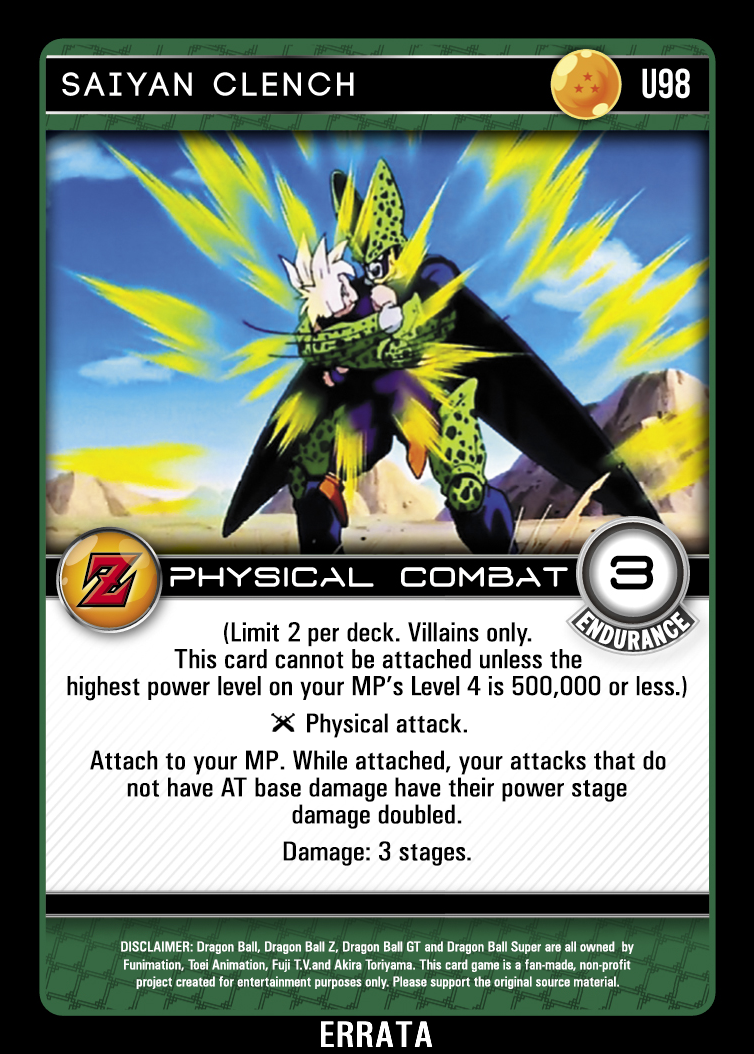 SAIYAN CLENCH
U98
Z
PHYSICAL COMBAT
3
ENDURANCE
(Limit 2 per deck. Villains only.
This card cannot be attached unless the
highest power level on your MP's Level 4 is 500,000 or less.)
Physical attack.
Attach to your MP. While attached, your attacks that do
not have AT base damage have their power stage
damage doubled.
Damage: 3 stages.
DISCLAIMER: Dragon Ball, Dragon Ball Z, Dragon Ball GT and Dragon Ball Super are all owned by
Funimation, Toei Animation, Fuji T.V.and Akira Toriyama. This card game is a fan-made, non-profit
project created for entertainment purposes only. Please support the original source material.
ERRATA